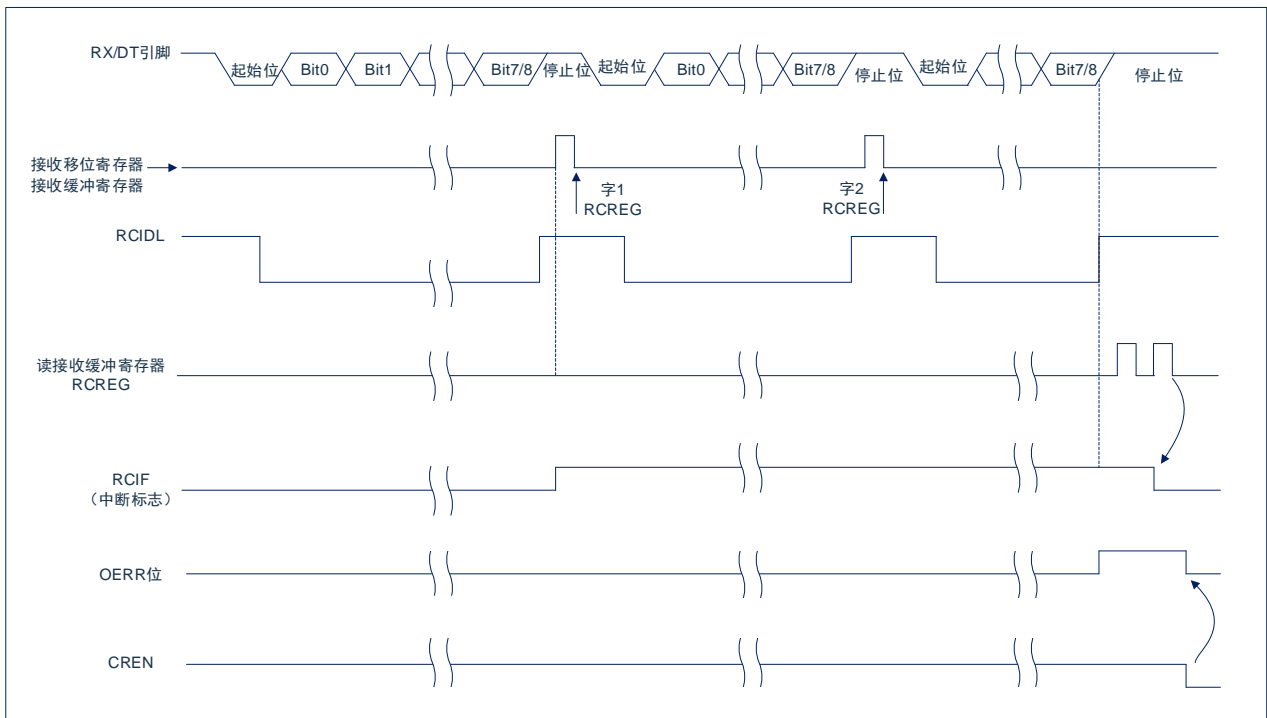 RX/DT引脚
起始位 Bit0 Bit1 Bit7/8 停止位 起始位 Bit0 Bit7/8 停止位 起始位 Bit7/8 停止位
接收移位寄存器
接收缓冲寄存器
字1
RCREG
字2
RCREG
RCIDL
读接收缓冲寄存器
RCREG
RCIF
（中断标志）
OERR位
CREN